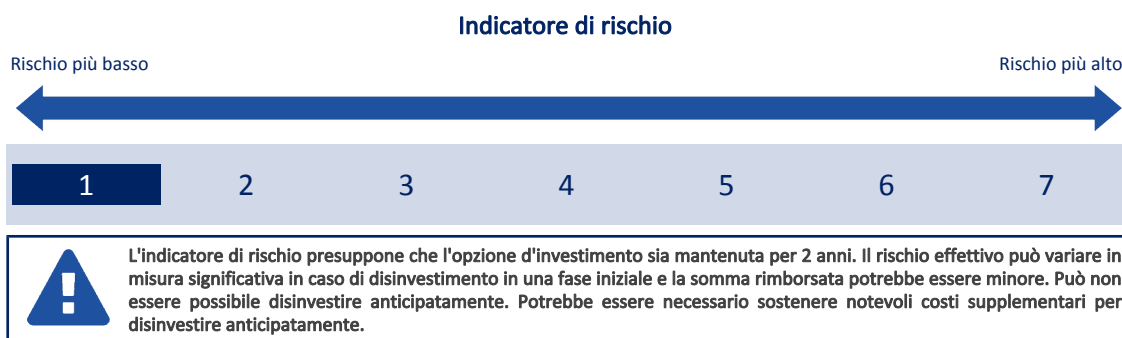 Indicatore di rischio
Rischio più basso Rischio più alto
1 2 3 4 5 6 7
L'indicatore di rischio presuppone che l'opzione d'investimento sia mantenuta per 2 anni. Il rischio effettivo può variare in
misura significativa in caso di disinvestimento in una fase iniziale e la somma rimborsata potrebbe essere minore. Può non
essere possibile disinvestire anticipatamente. Potrebbe essere necessario sostenere notevoli costi supplementari per
disinvestire anticipatamente.